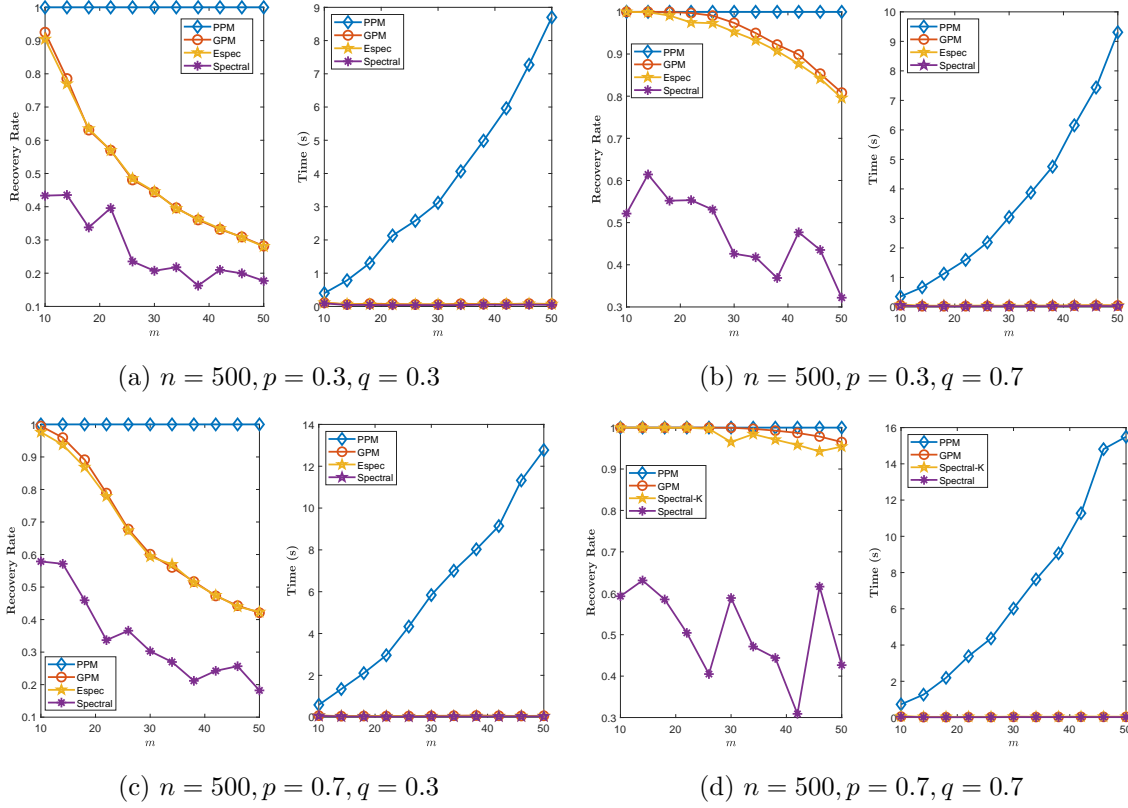 1
0.9
0.8
0.7
0.6
0.5
0.4
0.3
0.2
0.1
Recovery Rate
PPM
GPM
Espec
Spectral
10 20 30 40 50
m
9
8
7
6
5
4
3
2
1
0
Time (s)
PPM
GPM
Espec
Spectral
10 20 30 40 50
m
1
0.9
0.8
0.7
0.6
0.5
0.4
0.3
Recovery Rate
PPM
GPM
Espec
Spectral
10 20 30 40 50
m
10
9
8
7
6
5
4
3
2
1
0
Time (s)
PPM
GPM
Espec
Spectral
10 20 30 40 50
m
(a) n = 500, p = 0.3, q = 0.3
(b) n = 500, p = 0.3, q = 0.7
1
0.9
0.8
0.7
0.6
0.5
0.4
0.3
0.2
0.1
Recovery Rate
PPM
GPM
Espec
Spectral
10 20 30 40 50
m
14
12
10
8
6
4
2
0
Time (s)
PPM
GPM
Espec
Spectral
10 20 30 40 50
m
1
0.9
0.8
0.7
0.6
0.5
0.4
0.3
Recovery Rate
PPM
GPM
Spectral-K
Spectral
10 20 30 40 50
m
16
14
12
10
8
6
4
2
0
Time (s)
PPM
GPM
Spectral-K
Spectral
10 20 30 40 50
m
(c) n = 500, p = 0.7, q = 0.3
(d) n = 500, p = 0.7, q = 0.7